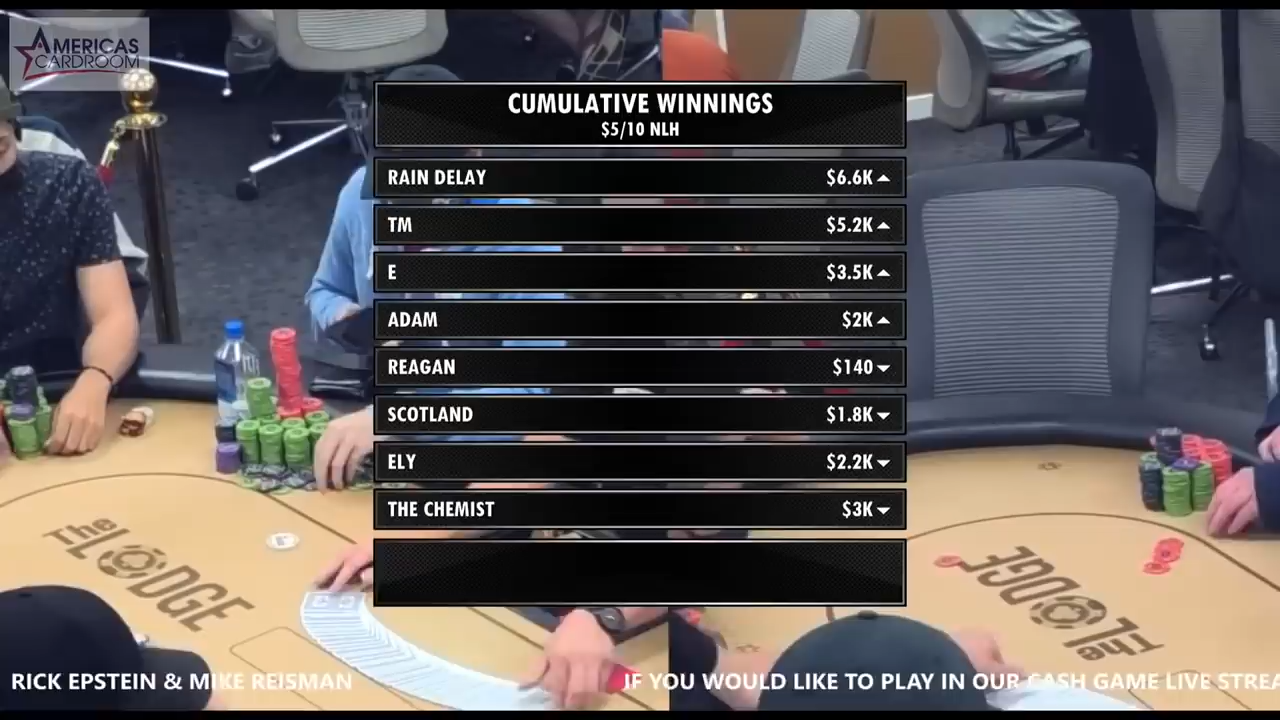 AMERICAS
CARDROOM
CUMULATIVE WINNINGS
$5/10 NLH
RAIN DELAY $6.6K
TM $5.2K
E $3.5K
ADAM $2K
REAGAN $140
SCOTLAND $1.8K
ELY $2.2K
THE CHEMIST $3K
The
LODGE
The
LODGE
RICK EPSTEIN & MIKE REISMAN IF YOU WOULD LIKE TO PLAY IN OUR CASH GAME LIVE STREA